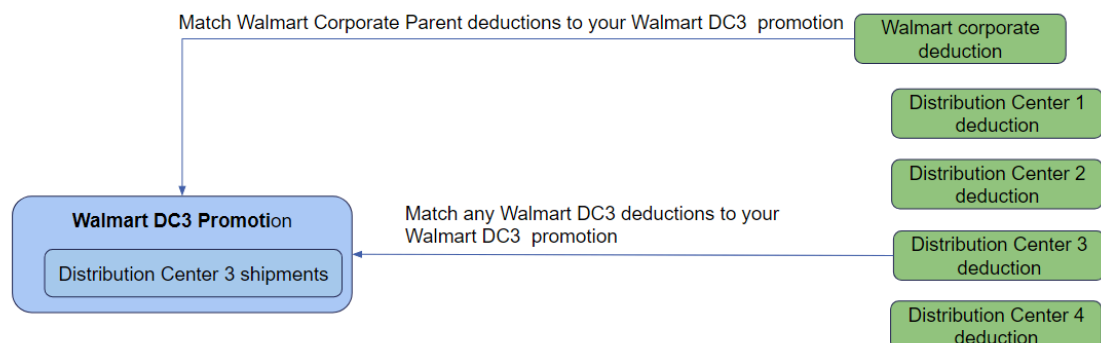 Match Walmart Corporate Parent deductions to your Walmart DC3  promotion
Walmart corporate
deduction
Distribution Center 1
deduction
Distribution Center 2
deduction
Walmart DC3 Promotion
Distribution Center 3 shipments
Match any Walmart DC3 deductions to your
Walmart DC3  promotion
Distribution Center 3
deduction
Distribution Center 4
deduction